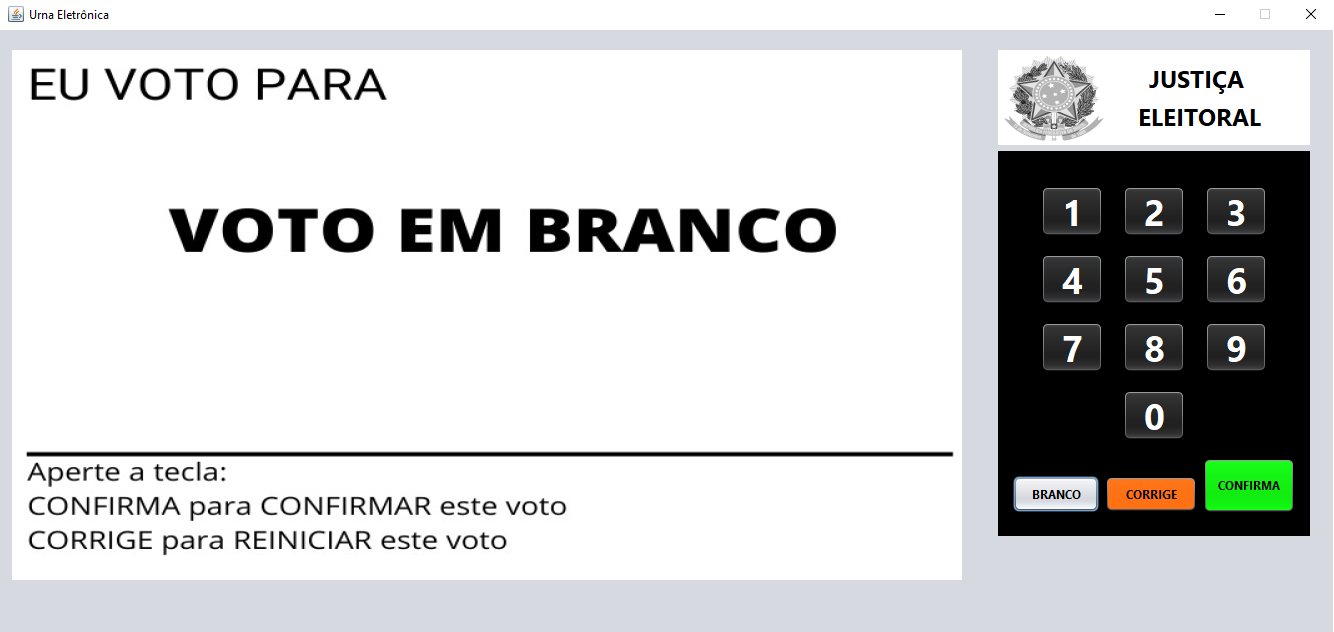 Urna Eletrônica
EU VOTO PARA
VOTO EM BRANCO
Aperte a tecla:
CONFIRMA para CONFIRMAR este voto
CORRIGE para REINICIAR este voto
JUSTIÇA
ELEITORAL
1 2 3
4 5 6
7 8 9
0
BRANCO CORRIGE CONFIRMA